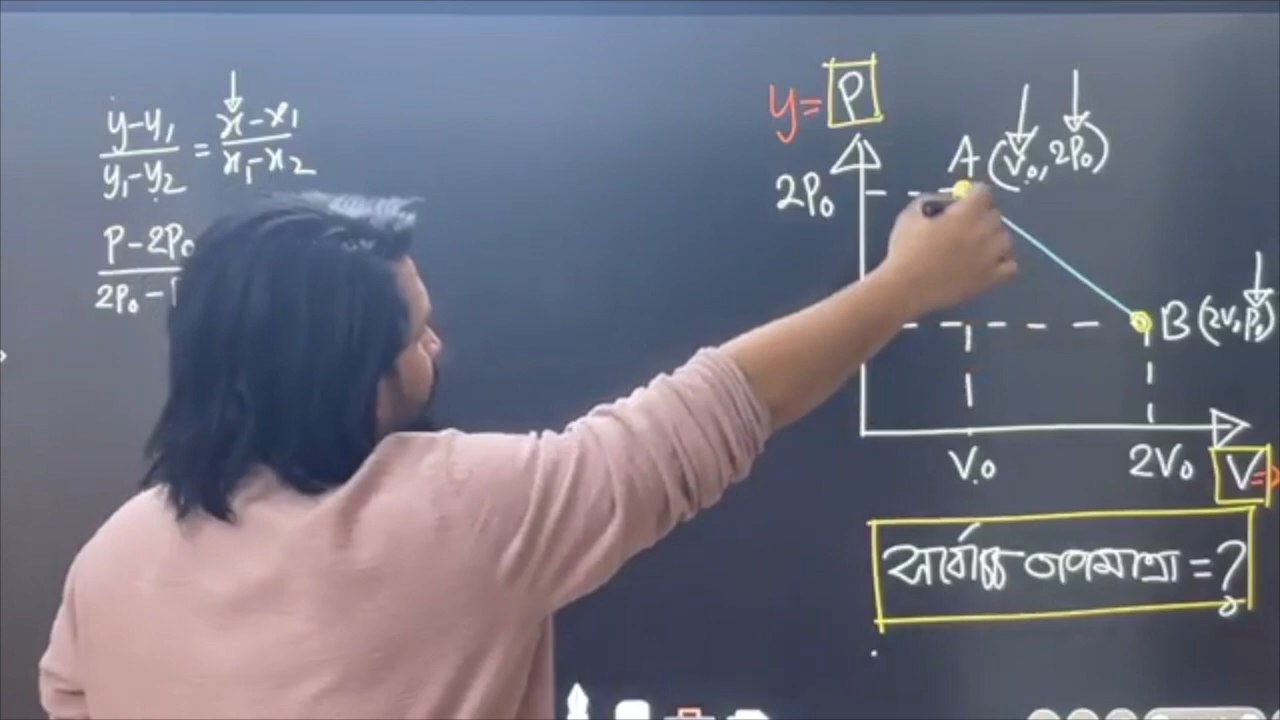 y-y₁/y₁-y₂ = x-x₁/x₁-x₂
P-2P₀
2P₀-
y= P
2P₀
A (V₀, 2P₀)
B (2V₀, P₀)
V₀
2V₀
V=
সর্বোচ্চ তাপমাত্রা = ?